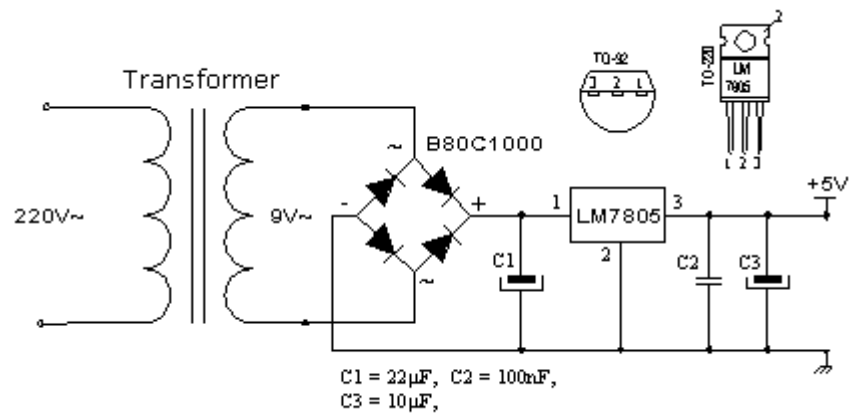 Transformer
220V~
9V~
~
B80C1000
-
+
~
TO-92
3 2 1
TO-220
2
LM
7805
1 2 3
1
LM7805
3
2
+5V
C1
C2
C3
C1 = 22µF, C2 = 100nF,
C3 = 10µF,